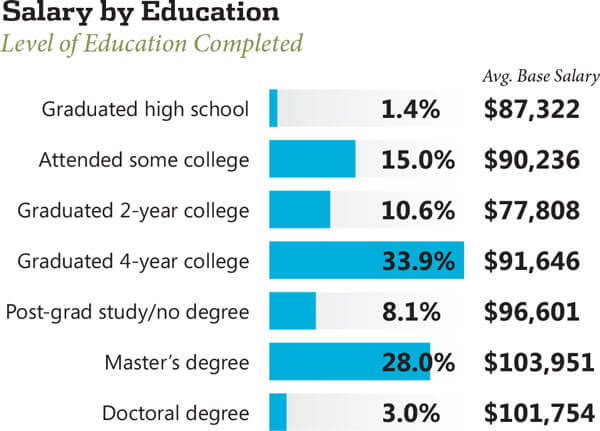 Salary by Education
Level of Education Completed
Avg. Base Salary
Graduated high school 1.4% $87,322
Attended some college 15.0% $90,236
Graduated 2-year college 10.6% $77,808
Graduated 4-year college 33.9% $91,646
Post-grad study/no degree 8.1% $96,601
Master’s degree 28.0% $103,951
Doctoral degree 3.0% $101,754